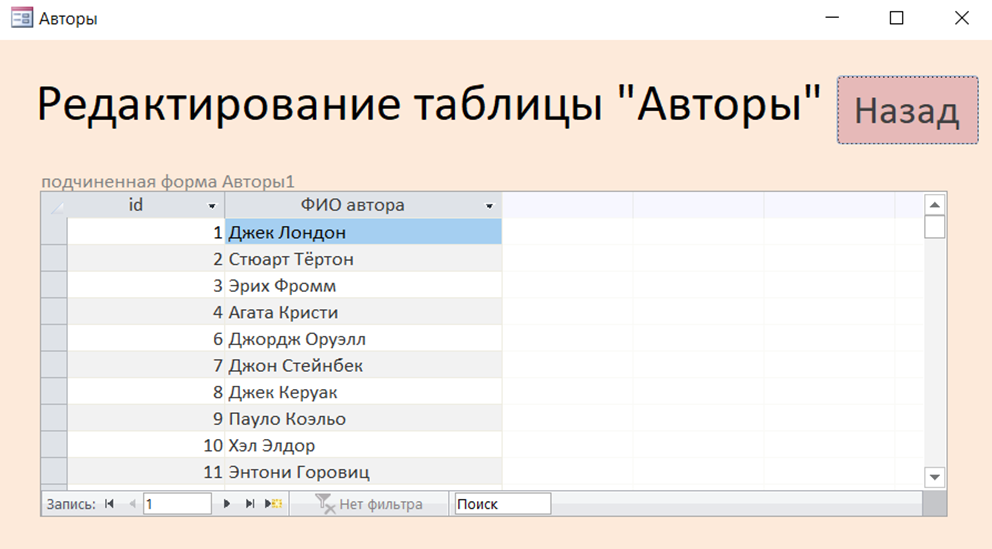 Авторы
Редактирование таблицы "Авторы" Назад
подчиненная форма Авторы1
id ФИО автора
1 Джек Лондон
2 Стюарт Тёртон
3 Эрих Фромм
4 Агата Кристи
6 Джордж Оруэлл
7 Джон Стейнбек
8 Джек Керуак
9 Пауло Коэльо
10 Хэл Элдор
11 Энтони Горовиц
Запись: 1 Нет фильтра Поиск